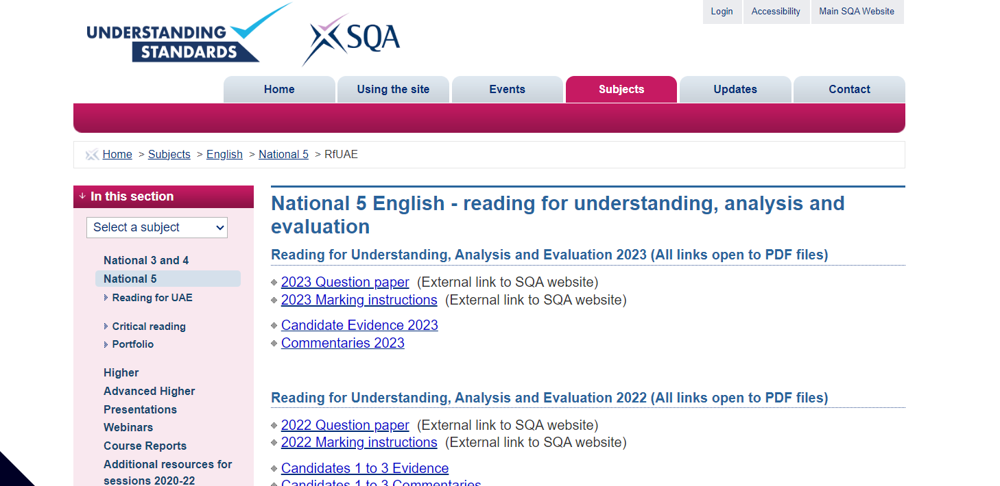 Login Accessibility Main SQA Website
UNDERSTANDING
STANDARDS
SQA
Home Using the site Events Subjects Updates Contact
Home > Subjects > English > National 5 > RfUAE
In this section
Select a subject
National 3 and 4
National 5
Reading for UAE
Critical reading
Portfolio
Higher
Advanced Higher
Presentations
Webinars
Course Reports
Additional resources for
sessions 2020-22
National 5 English - reading for understanding, analysis and
evaluation
Reading for Understanding, Analysis and Evaluation 2023 (All links open to PDF files)
2023 Question paper (External link to SQA website)
2023 Marking instructions (External link to SQA website)
Candidate Evidence 2023
Commentaries 2023
Reading for Understanding, Analysis and Evaluation 2022 (All links open to PDF files)
2022 Question paper (External link to SQA website)
2022 Marking instructions (External link to SQA website)
Candidates 1 to 3 Evidence
Candidates 1 to 3 Commentaries